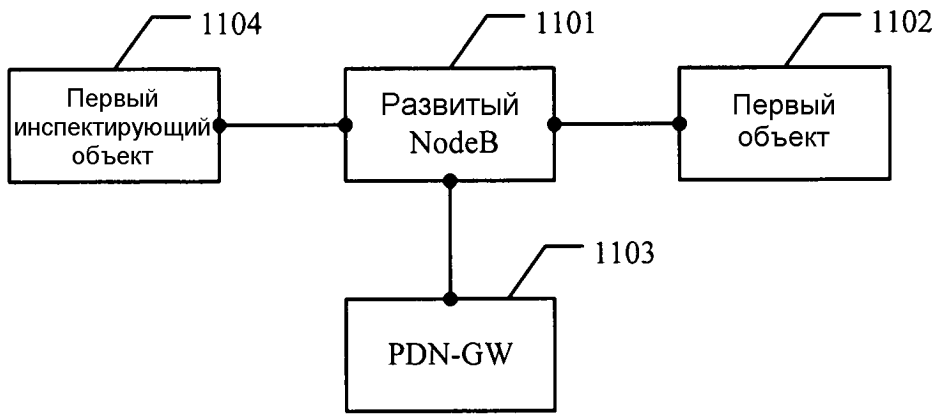 1104
1101
1102
Первый
инспектирующий
объект
Развитый
NodeB
Первый
объект
1103
PDN-GW